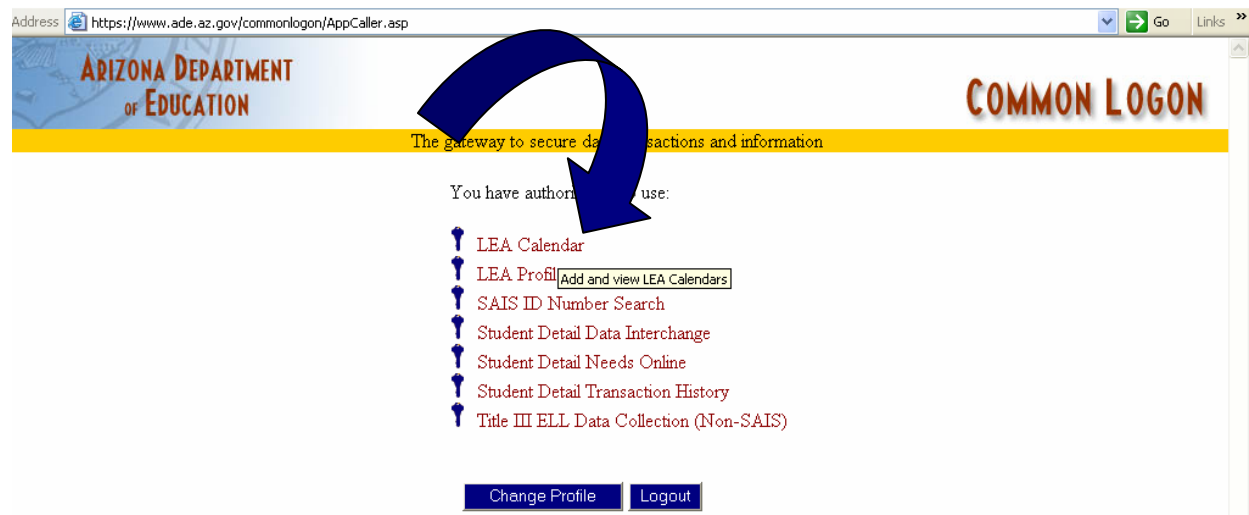 Address https://www.ade.az.gov/commonlogon/AppCaller.asp Go Links »
ARIZONA DEPARTMENT
OF EDUCATION
COMMON LOGON
The gateway to secure da sactions and information
You have author use:
LEA Calendar
LEA Profil
Add and view LEA Calendars
SAIS ID Number Search
Student Detail Data Interchange
Student Detail Needs Online
Student Detail Transaction History
Title III ELL Data Collection (Non-SAIS)
Change Profile Logout